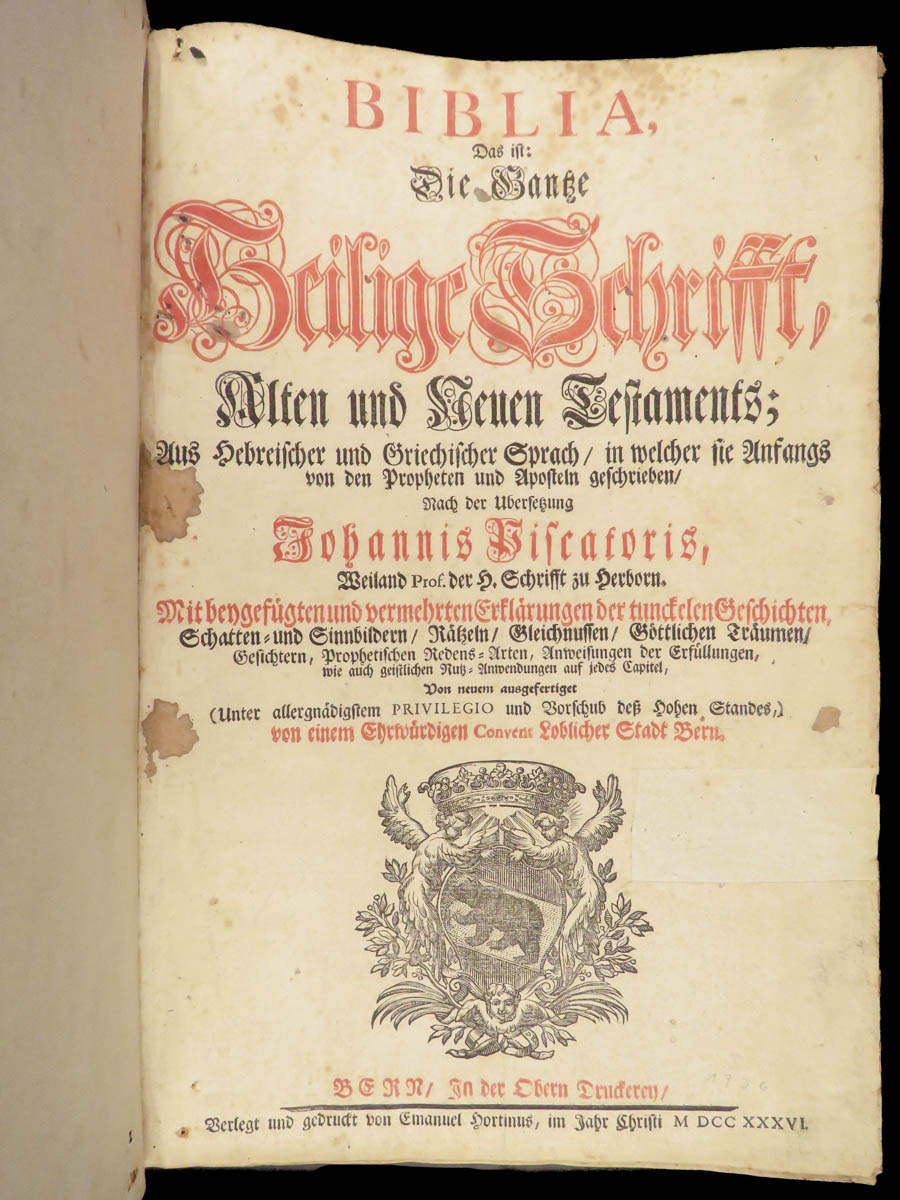 BIBLIA,
Das ist:
Die Gantze
Heilige Schrifft,
Alten und Neuen Testaments;
Aus Hebreischer und Griechischer Sprach/ in welcher sie Anfangs
von den Propheten und Aposteln geschrieben/
Nach der Ubersetzung
Johannis Piscatoris,
Weiland Prof. der H. Schrifft zu Herborn.
Mit beygefügten und vermehrten Erklärungen der tunckelen Geschichten,
Schatten- und Sinnbildern/ Rätzeln/ Gleichnussen/ Göttlichen Träumen/
Gesichtern, Prophetischen Redens-Arten, Anweisungen der Erfüllungen,
wie auch geistlichen Nutz-Anwendungen auf jedes Capitel,
Von neuem ausgefertiget
(Unter allergnädigstem PRIVILEGIO und Vorschub deß Hohen Standes,)
von einem Ehrwürdigen Convent Loblicher Stadt Bern.
BERN/ In der Obern Druckerey/
1736
Verlegt und gedruckt von Emanuel Hortinus, im Jahr Christi M DCC XXXVI.